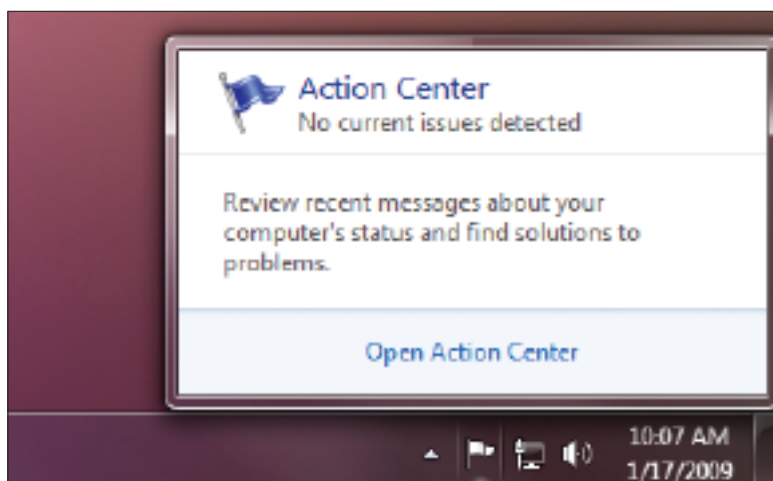 Action Center
No current issues detected
Review recent messages about your
computer's status and find solutions to
problems.
Open Action Center
10:07 AM
1/17/2009